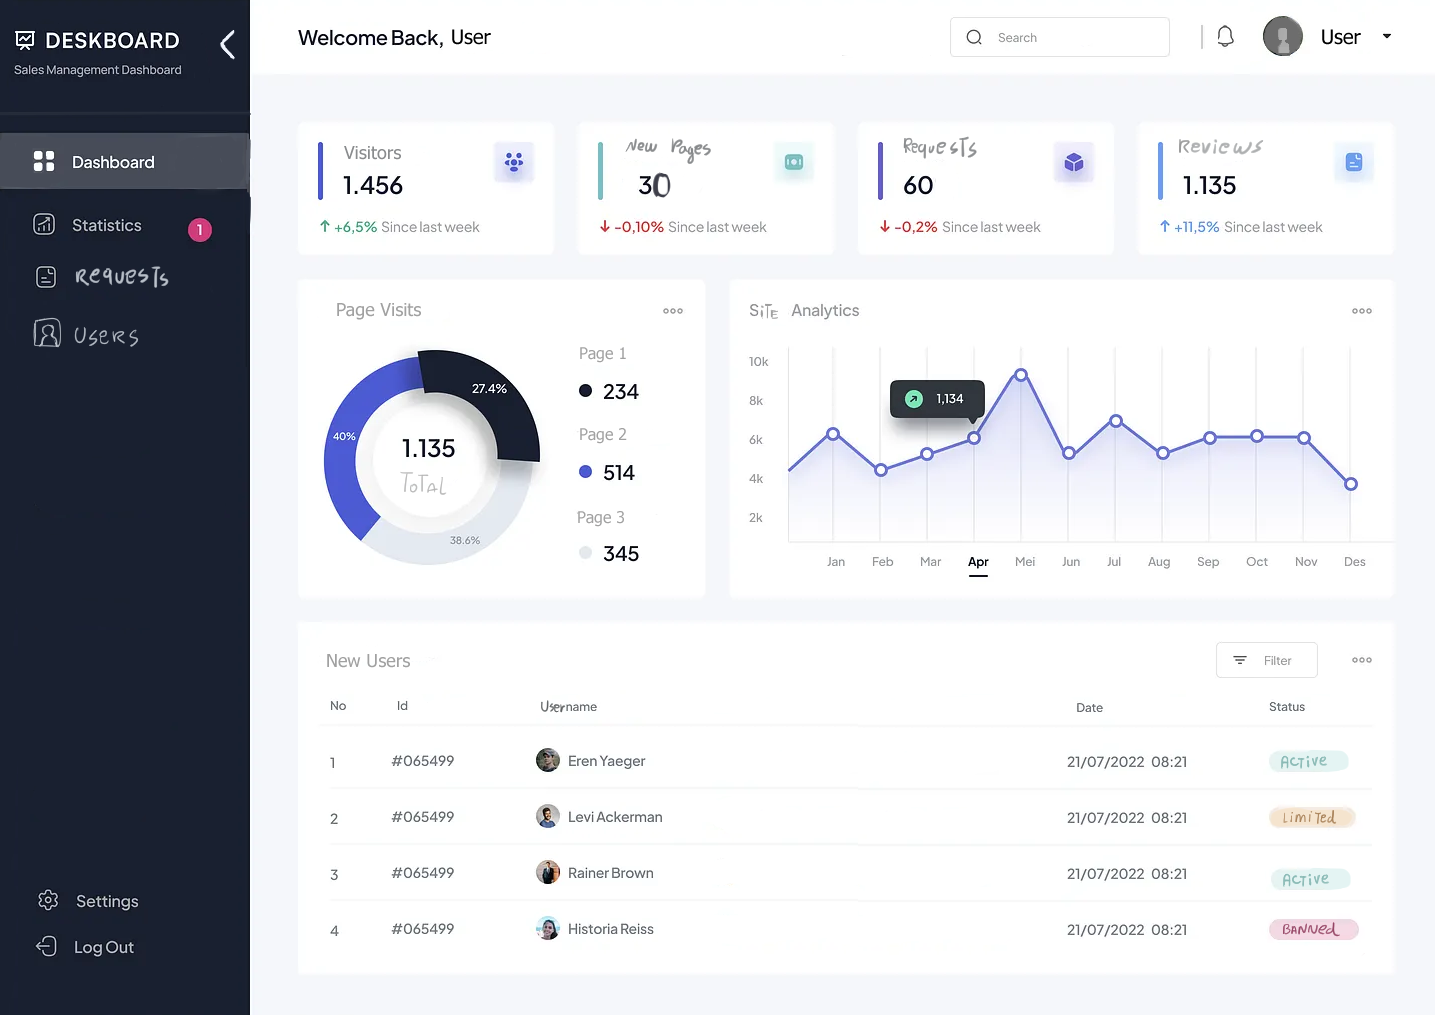 DESKBOARD
Sales Management Dashboard
Dashboard
Statistics
1
Requests
Users
Settings
Log Out
Welcome Back, User
Search
User
Visitors
1.456
+6,5% Since last week
New Pages
30
-0,10% Since last week
Requests
60
-0,2% Since last week
Reviews
1.135
+11,5% Since last week
Page Visits
27.4%
40%
38.6%
1.135
Total
Page 1
234
Page 2
514
Page 3
345
Site Analytics
10k
8k
6k
4k
2k
1,134
Jan Feb Mar Apr Mei Jun Jul Aug Sep Oct Nov Des
New Users
Filter
No Id Username Date Status
1 #065499 Eren Yaeger 21/07/2022 08:21 Active
2 #065499 Levi Ackerman 21/07/2022 08:21 Limited
3 #065499 Rainer Brown 21/07/2022 08:21 Active
4 #065499 Historia Reiss 21/07/2022 08:21 Banned